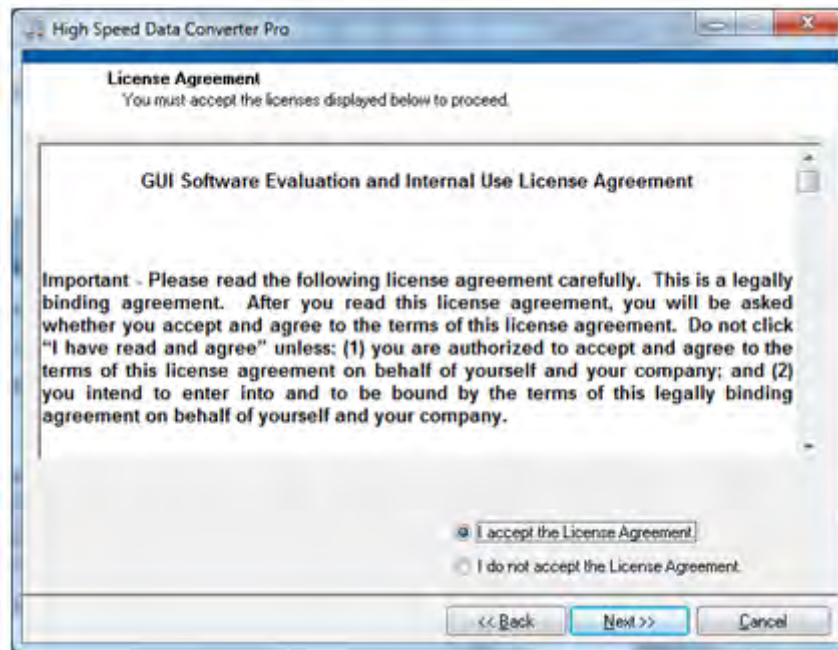 High Speed Data Converter Pro
License Agreement
You must accept the licenses displayed below to proceed.
GUI Software Evaluation and Internal Use License Agreement
Important - Please read the following license agreement carefully. This is a legally
binding agreement. After you read this license agreement, you will be asked
whether you accept and agree to the terms of this license agreement. Do not click
“I have read and agree” unless: (1) you are authorized to accept and agree to the
terms of this license agreement on behalf of yourself and your company; and (2)
you intend to enter into and to be bound by the terms of this legally binding
agreement on behalf of yourself and your company.
I accept the License Agreement.
I do not accept the License Agreement.
<< Back Next >> Cancel